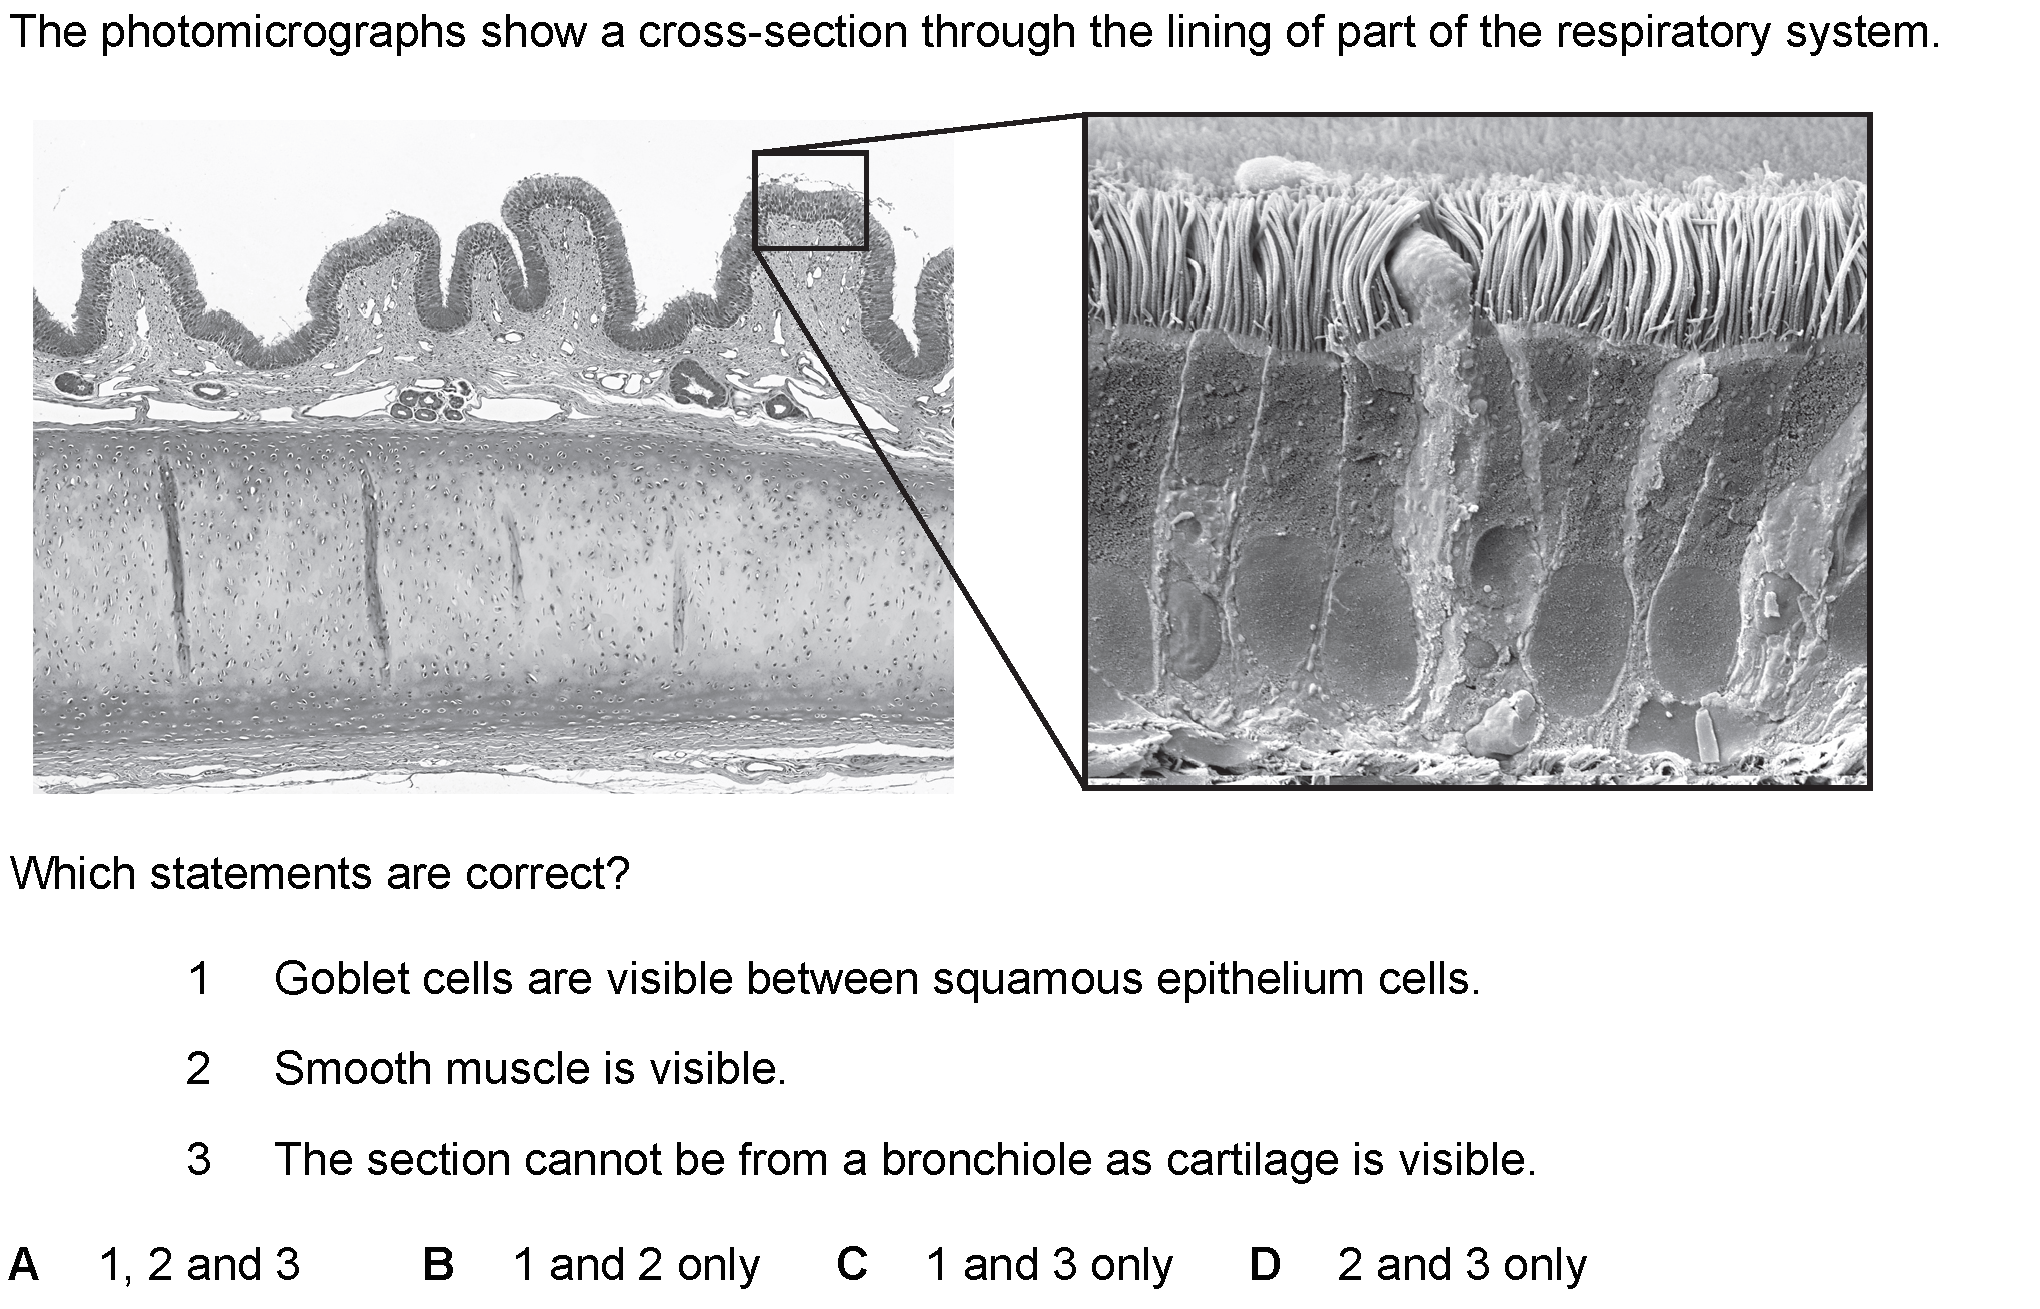 The photomicrographs show a cross-section through the lining of part of the respiratory system.
Which statements are correct?
1 Goblet cells are visible between squamous epithelium cells.
2 Smooth muscle is visible.
3 The section cannot be from a bronchiole as cartilage is visible.
A 1, 2 and 3 B 1 and 2 only C 1 and 3 only D 2 and 3 only